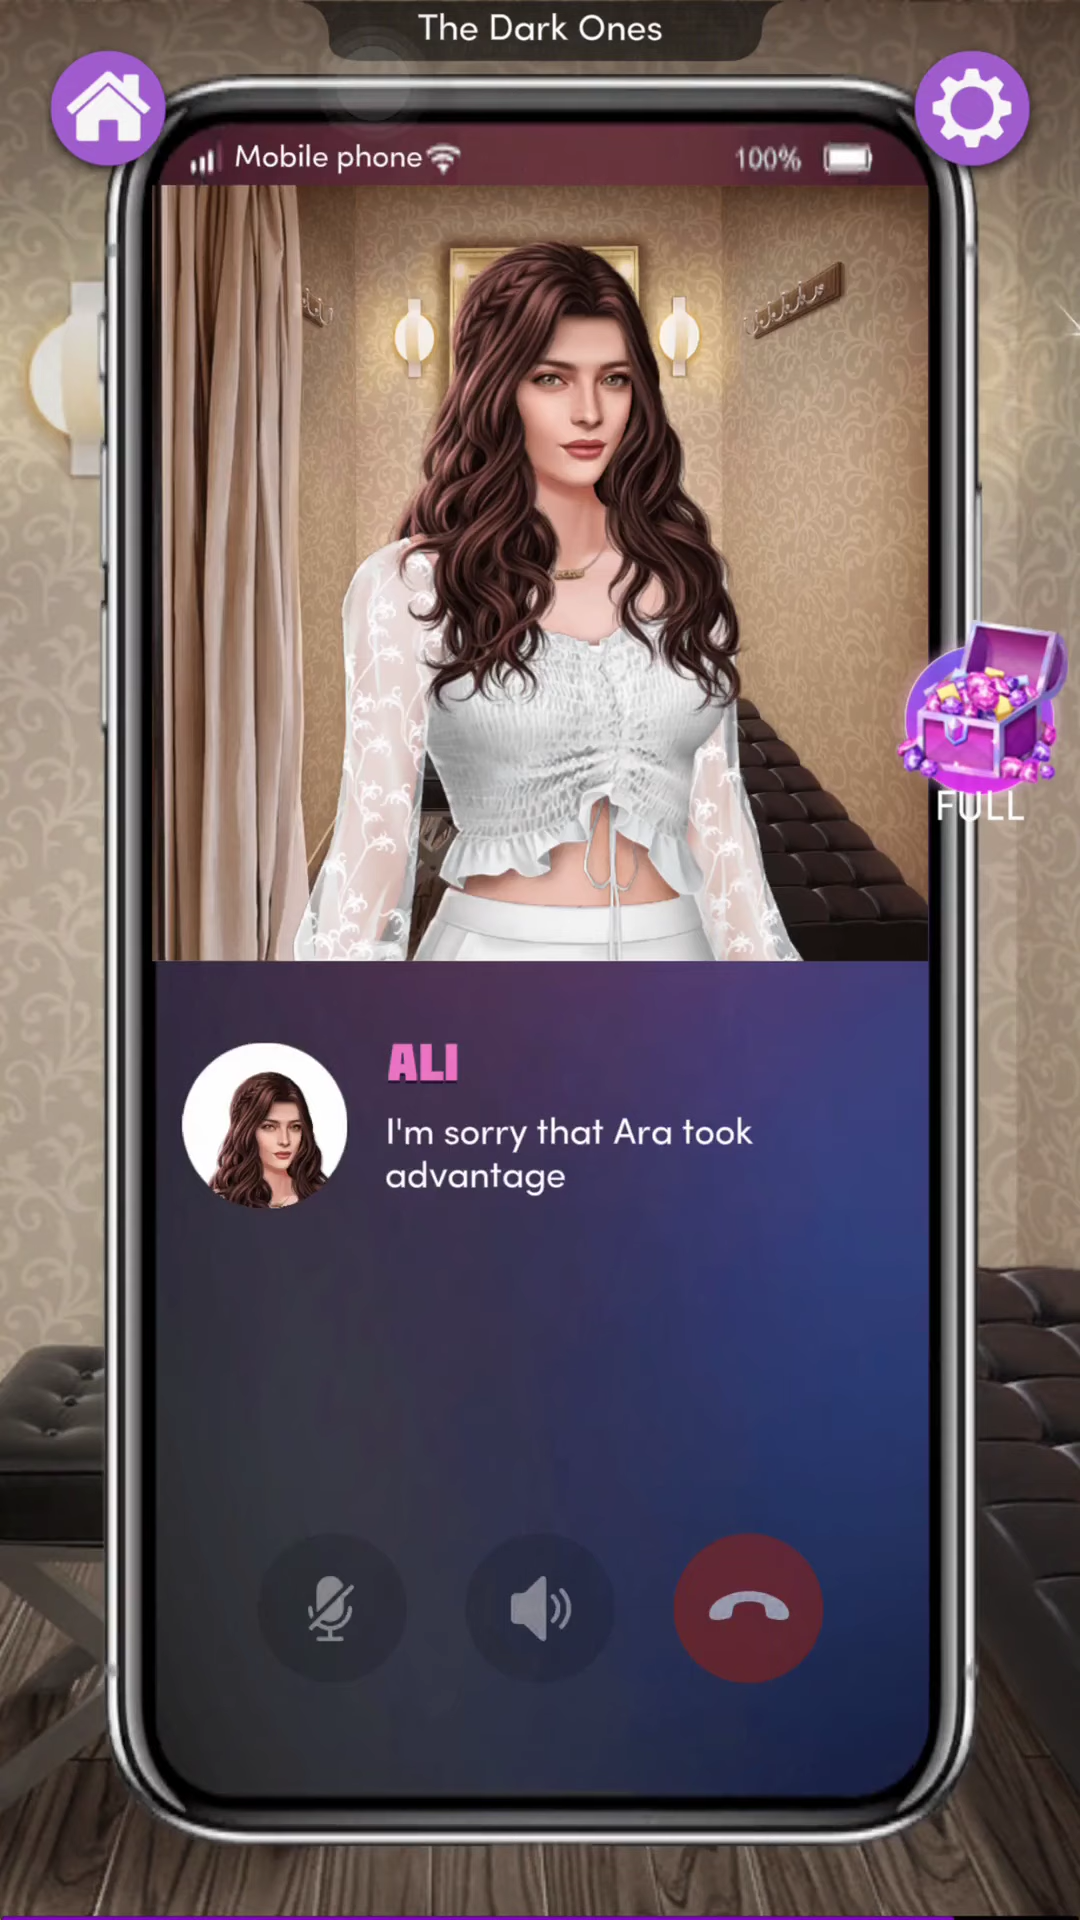 The Dark Ones
Mobile phone
100%
FULL
ALI
I'm sorry that Ara took
advantage